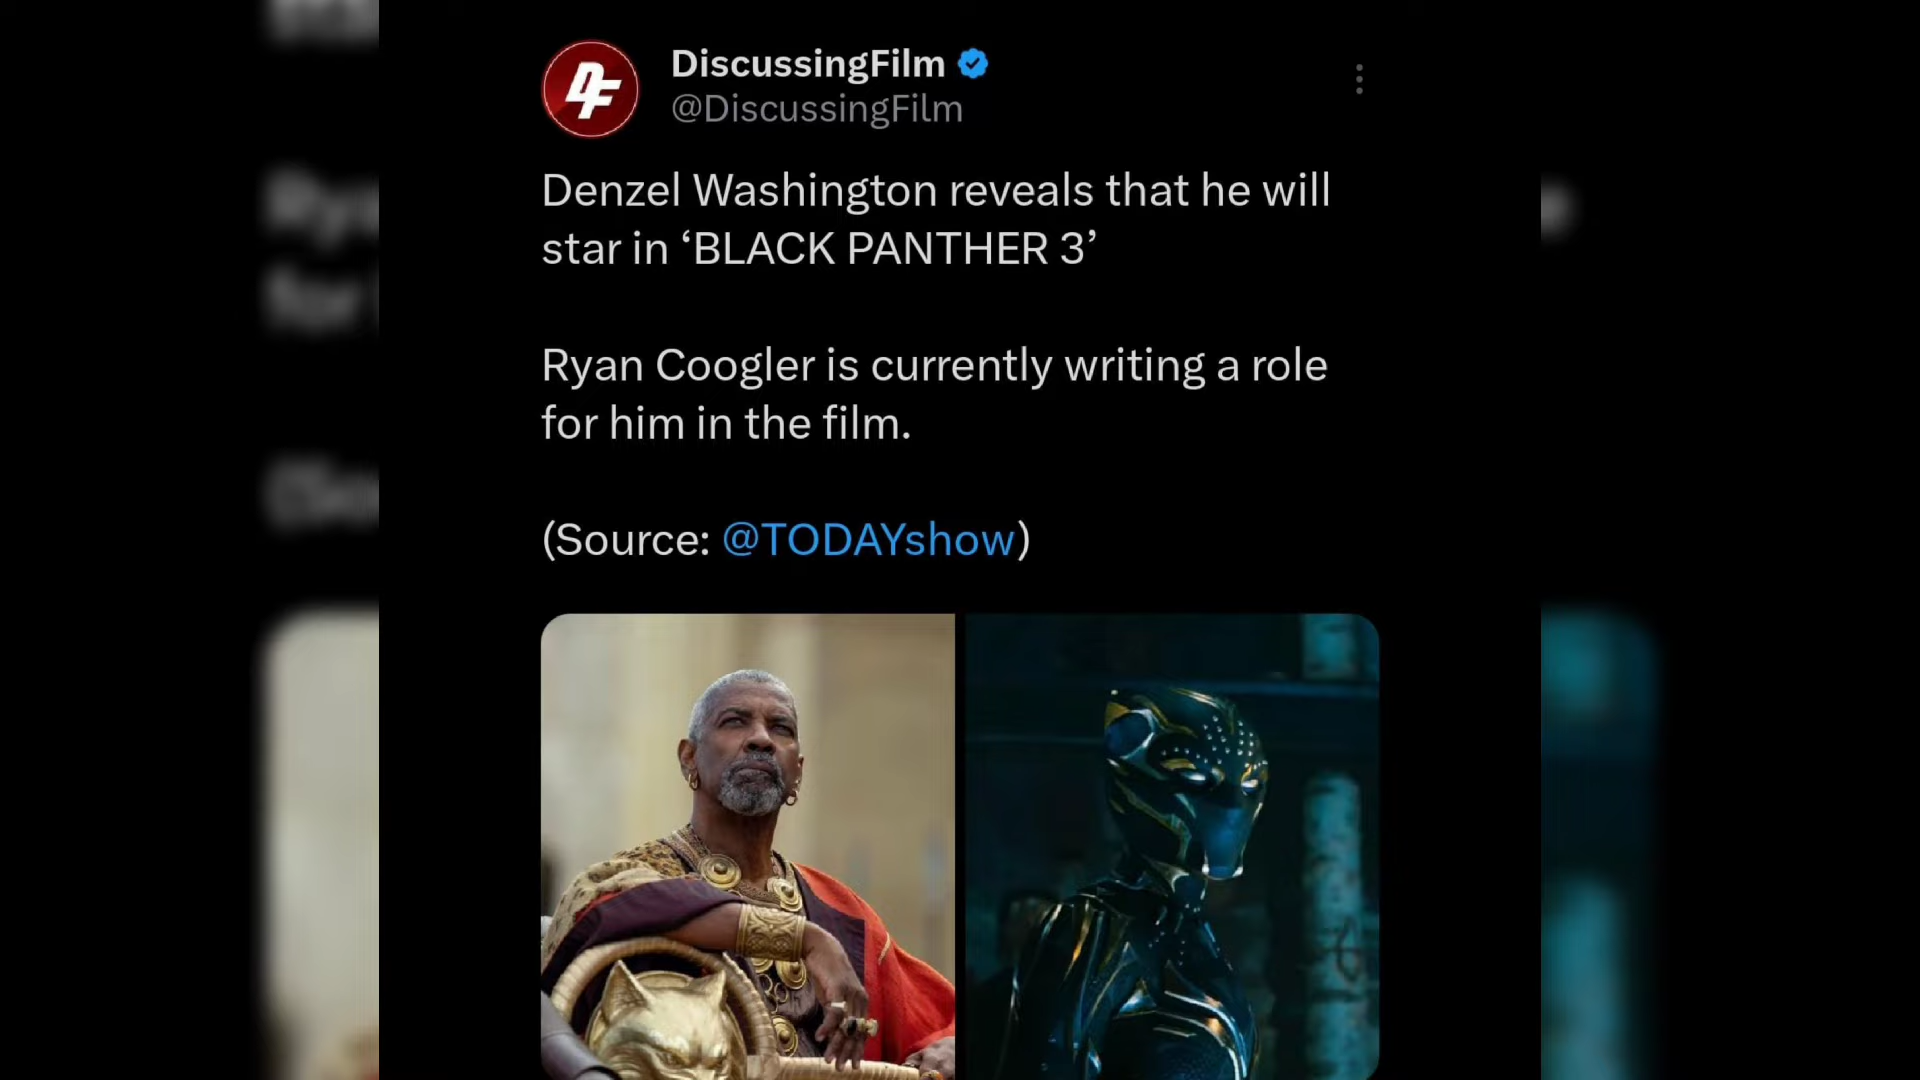 DiscussingFilm
@DiscussingFilm
Denzel Washington reveals that he will
star in ‘BLACK PANTHER 3’
Ryan Coogler is currently writing a role
for him in the film.
(Source: @TODAYshow)